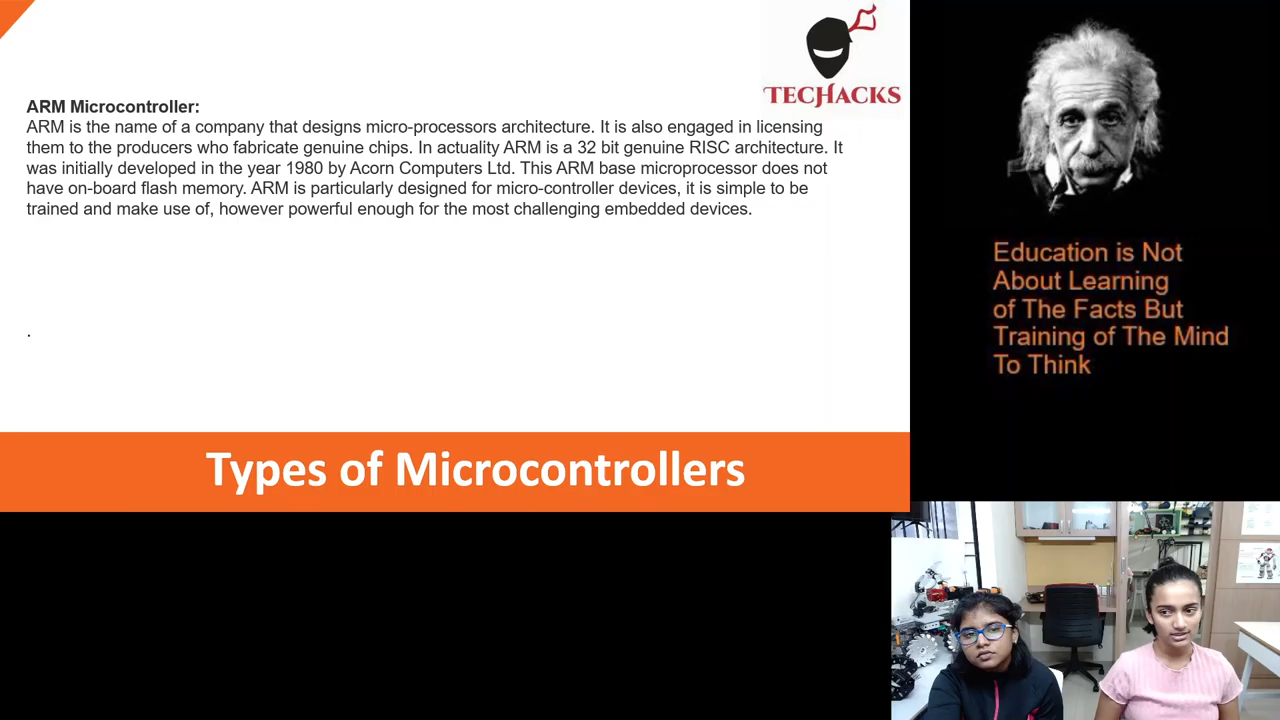 TECHACKS
ARM Microcontroller:
ARM is the name of a company that designs micro-processors architecture. It is also engaged in licensing
them to the producers who fabricate genuine chips. In actuality ARM is a 32 bit genuine RISC architecture. It
was initially developed in the year 1980 by Acorn Computers Ltd. This ARM base microprocessor does not
have on-board flash memory. ARM is particularly designed for micro-controller devices, it is simple to be
trained and make use of, however powerful enough for the most challenging embedded devices.
.
Types of Microcontrollers
Education is Not
About Learning
of The Facts But
Training of The Mind
To Think